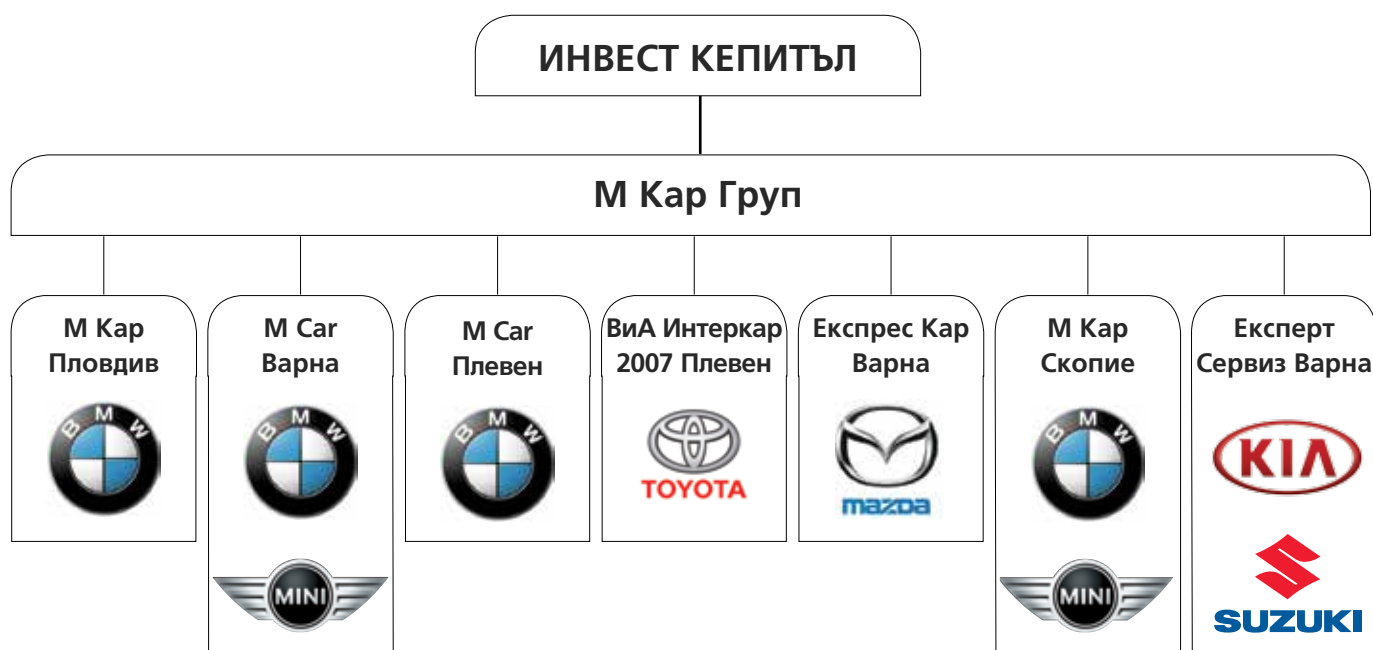 ИНВЕСТ КЕПИТЪЛ
М Кар Груп
М Кар
Пловдив
BMW
M Car
Варна
BMW
MINI
M Car
Плевен
BMW
ВиА Интеркар
2007 Плевен
TOYOTA
Експрес Кар
Варна
mazda
М Кар
Скопие
BMW
MINI
Експерт
Сервиз Варна
KIA
SUZUKI